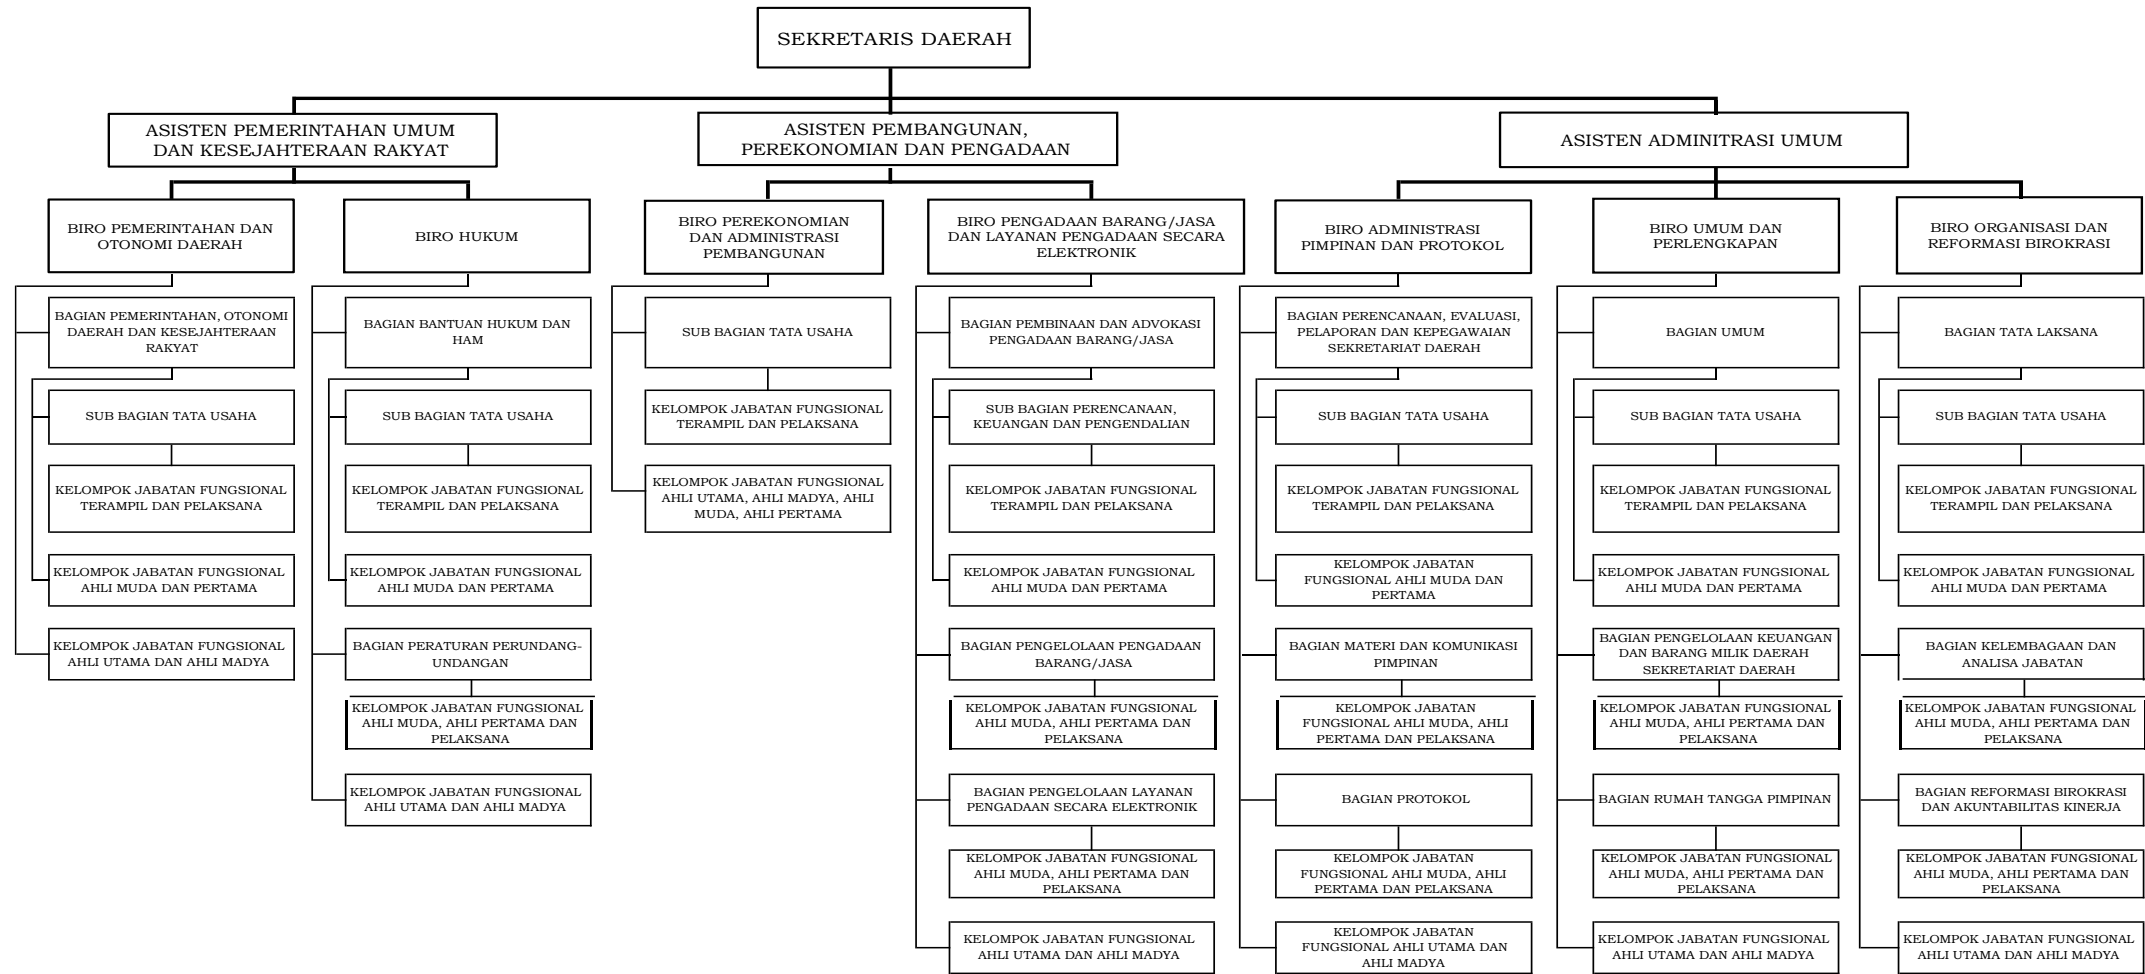 SEKRETARIS DAERAH
ASISTEN PEMERINTAHAN UMUM
DAN KESEJAHTERAAN RAKYAT
ASISTEN PEMBANGUNAN,
PEREKONOMIAN DAN PENGADAAN
ASISTEN ADMINITRASI UMUM
BIRO PEMERINTAHAN DAN
OTONOMI DAERAH
BIRO HUKUM
BIRO PEREKONOMIAN
DAN ADMINISTRASI
PEMBANGUNAN
BIRO PENGADAAN BARANG/JASA
DAN LAYANAN PENGADAAN SECARA
ELEKTRONIK
BIRO ADMINISTRASI
PIMPINAN DAN PROTOKOL
BIRO UMUM DAN
PERLENGKAPAN
BIRO ORGANISASI DAN
REFORMASI BIROKRASI
BAGIAN PEMERINTAHAN, OTONOMI
DAERAH DAN KESEJAHTERAAN
RAKYAT
BAGIAN BANTUAN HUKUM DAN
HAM
SUB BAGIAN TATA USAHA
BAGIAN PEMBINAAN DAN ADVOKASI
PENGADAAN BARANG/JASA
BAGIAN PERENCANAAN, EVALUASI,
PELAPORAN DAN KEPEGAWAIAN
SEKRETARIAT DAERAH
BAGIAN UMUM
BAGIAN TATA LAKSANA
SUB BAGIAN TATA USAHA
SUB BAGIAN TATA USAHA
KELOMPOK JABATAN FUNGSIONAL
TERAMPIL DAN PELAKSANA
SUB BAGIAN PERENCANAAN,
KEUANGAN DAN PENGENDALIAN
SUB BAGIAN TATA USAHA
SUB BAGIAN TATA USAHA
SUB BAGIAN TATA USAHA
KELOMPOK JABATAN FUNGSIONAL
TERAMPIL DAN PELAKSANA
KELOMPOK JABATAN FUNGSIONAL
TERAMPIL DAN PELAKSANA
KELOMPOK JABATAN FUNGSIONAL
AHLI UTAMA, AHLI MADYA, AHLI
MUDA, AHLI PERTAMA
KELOMPOK JABATAN FUNGSIONAL
TERAMPIL DAN PELAKSANA
KELOMPOK JABATAN FUNGSIONAL
TERAMPIL DAN PELAKSANA
KELOMPOK JABATAN FUNGSIONAL
TERAMPIL DAN PELAKSANA
KELOMPOK JABATAN FUNGSIONAL
TERAMPIL DAN PELAKSANA
KELOMPOK JABATAN FUNGSIONAL
AHLI MUDA DAN PERTAMA
KELOMPOK JABATAN FUNGSIONAL
AHLI MUDA DAN PERTAMA
KELOMPOK JABATAN FUNGSIONAL
AHLI MUDA DAN PERTAMA
KELOMPOK JABATAN
FUNGSIONAL AHLI MUDA DAN
PERTAMA
KELOMPOK JABATAN FUNGSIONAL
AHLI MUDA DAN PERTAMA
KELOMPOK JABATAN FUNGSIONAL
AHLI MUDA DAN PERTAMA
KELOMPOK JABATAN FUNGSIONAL
AHLI UTAMA DAN AHLI MADYA
BAGIAN PERATURAN PERUNDANG-
UNDANGAN
BAGIAN PENGELOLAAN PENGADAAN
BARANG/JASA
BAGIAN MATERI DAN KOMUNIKASI
PIMPINAN
BAGIAN PENGELOLAAN KEUANGAN
DAN BARANG MILIK DAERAH
SEKRETARIAT DAERAH
BAGIAN KELEMBAGAAN DAN
ANALISA JABATAN
KELOMPOK JABATAN FUNGSIONAL
AHLI MUDA, AHLI PERTAMA DAN
PELAKSANA
KELOMPOK JABATAN FUNGSIONAL
AHLI MUDA, AHLI PERTAMA DAN
PELAKSANA
KELOMPOK JABATAN
FUNGSIONAL AHLI MUDA, AHLI
PERTAMA DAN PELAKSANA
KELOMPOK JABATAN FUNGSIONAL
AHLI MUDA, AHLI PERTAMA DAN
PELAKSANA
KELOMPOK JABATAN FUNGSIONAL
AHLI MUDA, AHLI PERTAMA DAN
PELAKSANA
KELOMPOK JABATAN FUNGSIONAL
AHLI UTAMA DAN AHLI MADYA
BAGIAN PENGELOLAAN LAYANAN
PENGADAAN SECARA ELEKTRONIK
BAGIAN PROTOKOL
BAGIAN RUMAH TANGGA PIMPINAN
BAGIAN REFORMASI BIROKRASI
DAN AKUNTABILITAS KINERJA
KELOMPOK JABATAN FUNGSIONAL
AHLI MUDA, AHLI PERTAMA DAN
PELAKSANA
KELOMPOK JABATAN
FUNGSIONAL AHLI MUDA, AHLI
PERTAMA DAN PELAKSANA
KELOMPOK JABATAN FUNGSIONAL
AHLI MUDA, AHLI PERTAMA DAN
PELAKSANA
KELOMPOK JABATAN FUNGSIONAL
AHLI MUDA, AHLI PERTAMA DAN
PELAKSANA
KELOMPOK JABATAN FUNGSIONAL
AHLI UTAMA DAN AHLI MADYA
KELOMPOK JABATAN
FUNGSIONAL AHLI UTAMA DAN
AHLI MADYA
KELOMPOK JABATAN FUNGSIONAL
AHLI UTAMA DAN AHLI MADYA
KELOMPOK JABATAN FUNGSIONAL
AHLI UTAMA DAN AHLI MADYA